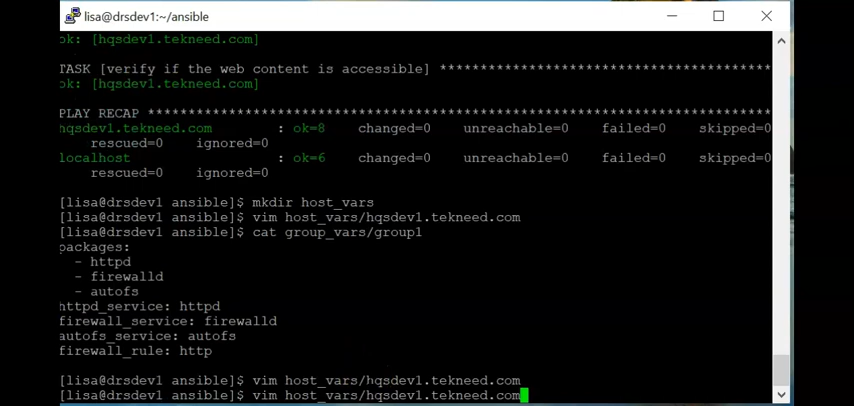 lisa@drsdev1:~/ansible
ok: [hqsdev1.tekneed.com]
TASK [verify if the web content is accessible] *****************************************
ok: [hqsdev1.tekneed.com]
PLAY RECAP *****************************************************************************
hqsdev1.tekneed.com        : ok=8    changed=0    unreachable=0    failed=0    skipped=0
rescued=0    ignored=0
localhost                  : ok=6    changed=0    unreachable=0    failed=0    skipped=0
rescued=0    ignored=0
[lisa@drsdev1 ansible]$ mkdir host_vars
[lisa@drsdev1 ansible]$ vim host_vars/hqsdev1.tekneed.com
[lisa@drsdev1 ansible]$ cat group_vars/group1
packages:
- httpd
- firewalld
- autofs
httpd_service: httpd
firewall_service: firewalld
autofs_service: autofs
firewall_rule: http
[lisa@drsdev1 ansible]$ vim host_vars/hqsdev1.tekneed.com
[lisa@drsdev1 ansible]$ vim host_vars/hqsdev1.tekneed.com